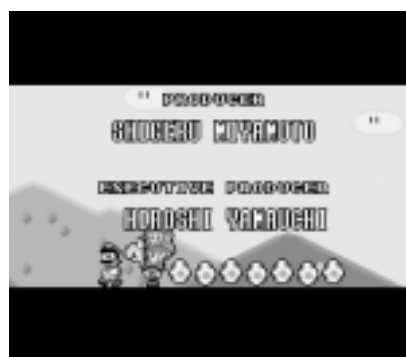 PRODUCER
SHIGERU MIYAMOTO
EXECUTIVE PRODUCER
HIROSHI YAMAUCHI